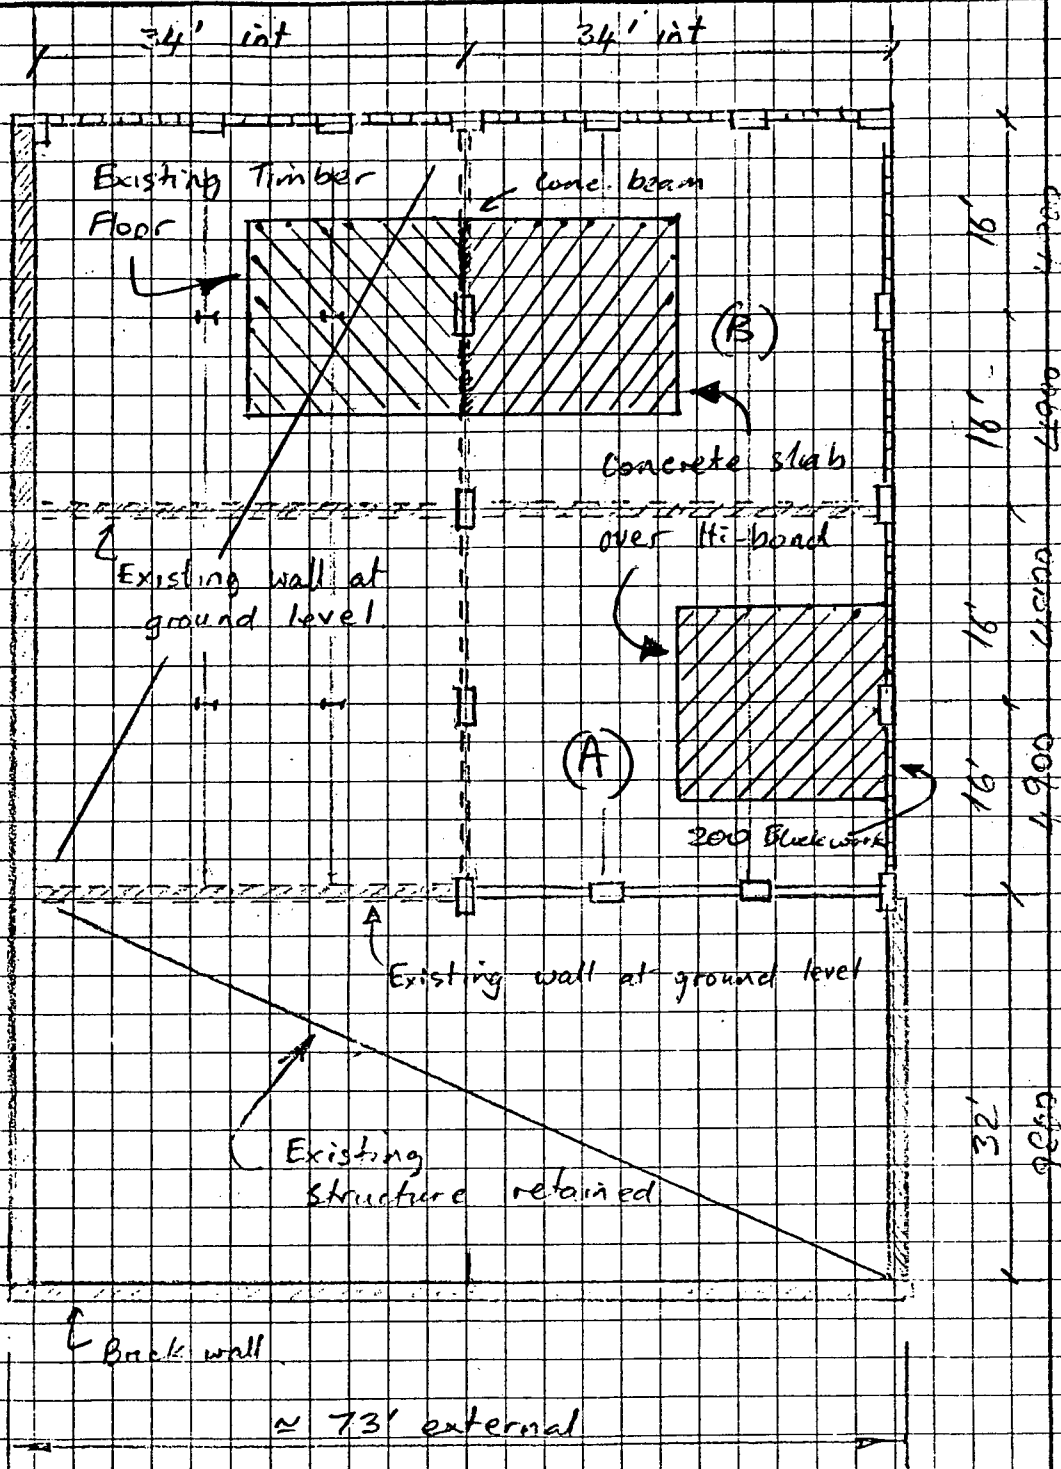 34' int
34' int
Existing Timber
Floor
conc. beam
16'
(B)
16'
4900
Concrete slab
over Hi-bond
Existing wall at
ground level
16'
(A)
16'
4900
200 Blockwork
Existing wall at ground level
32'
Existing
structure retained
Brick wall
≈ 73' external